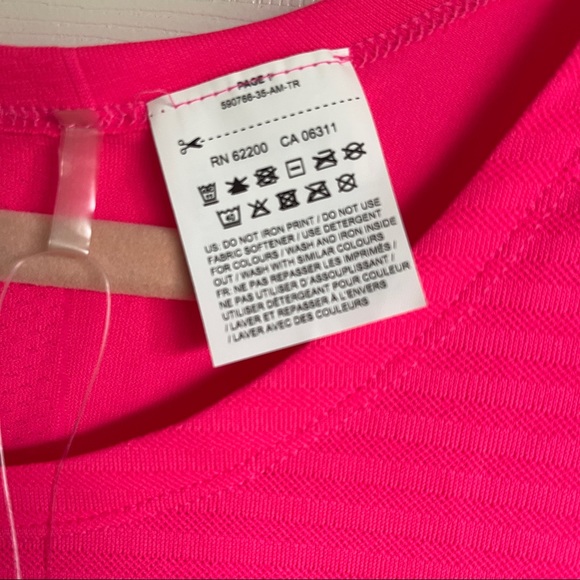 PAGE 1
590766-35-AM-TR
RN 62200 CA 06311
40
US: DO NOT IRON PRINT / DO NOT USE
FABRIC SOFTENER / USE DETERGENT
FOR COLOURS / WASH AND IRON INSIDE
OUT / WASH WITH SIMILAR COLOURS
FR: NE PAS REPASSER LES IMPRIMÉS /
NE PAS UTILISER D'ASSOUPLISSANT /
UTILISER DÉTERGENT POUR COULEUR
/ LAVER ET REPASSER À L'ENVERS
/ LAVER AVEC DES COULEURS